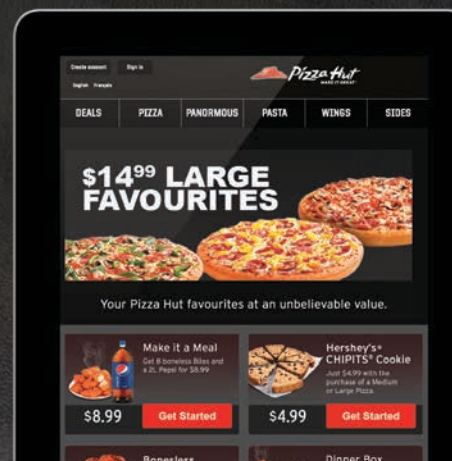 Create account Sign in
English Français
Pizza Hut
MAKE IT GREAT
DEALS PIZZA PANORMOUS PASTA WINGS SIDES
$14⁹⁹ LARGE
FAVOURITES
Your Pizza Hut favourites at an unbelievable value.
Make it a Meal
Get 8 boneless Bites and
a 2L Pepsi for $8.99
$8.99 Get Started
Hershey's®
CHIPITS® Cookie
Just $4.99 with the
purchase of a Medium
or Large Pizza.
$4.99 Get Started
Boneless
Dinner Box